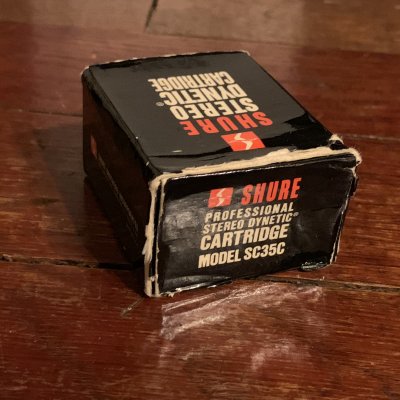 SHURE
STEREO
DYNETIC®
CARTRIDGE
SHURE
PROFESSIONAL
STEREO DYNETIC®
CARTRIDGE
MODEL SC35C